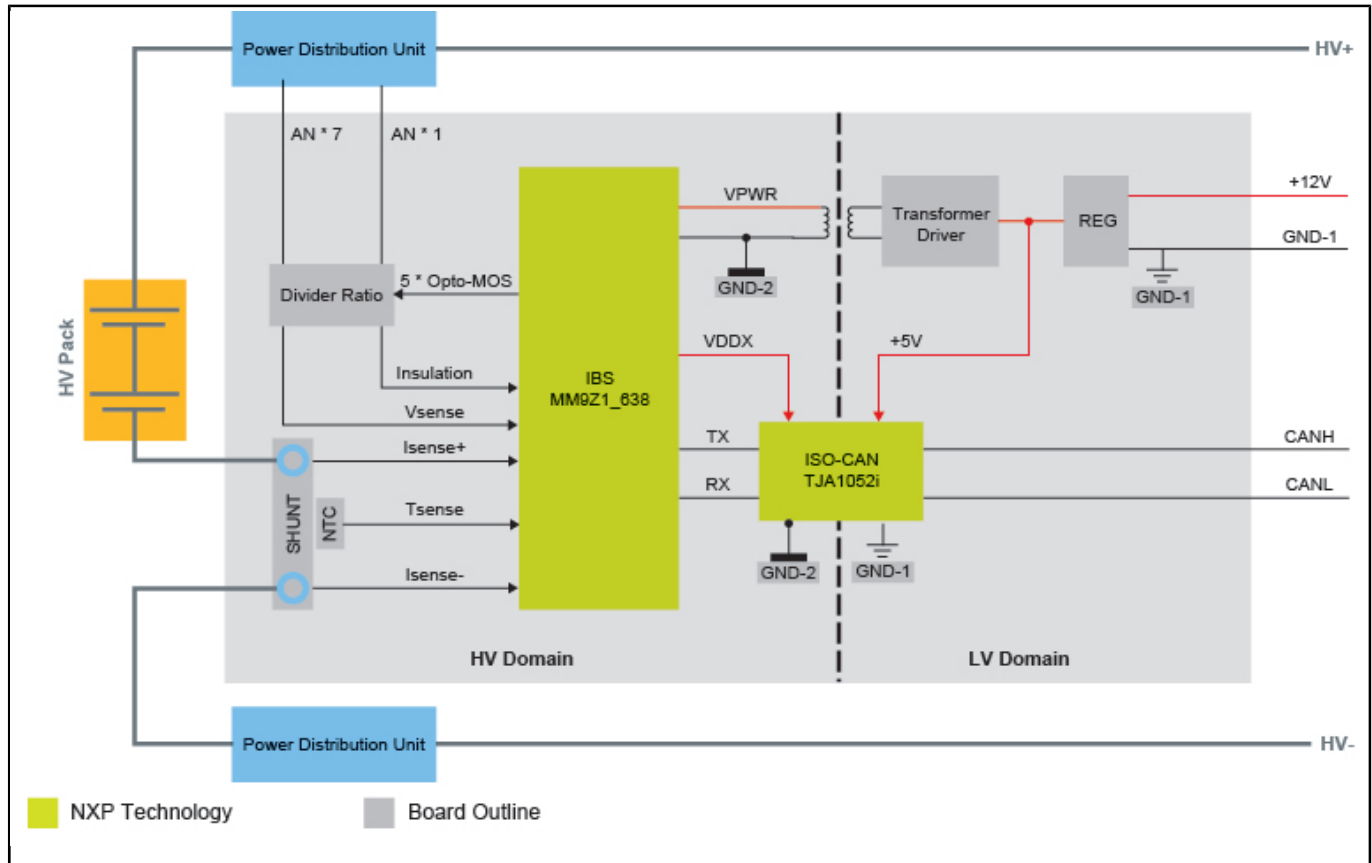 Power Distribution Unit
HV+
AN * 7
AN * 1
VPWR
Transformer
Driver
REG
+12V
GND-1
GND-2
GND-1
Divider Ratio
5 * Opto-MOS
HV Pack
VDDX
+5V
Insulation
IBS
MM9Z1_638
Vsense
Isense+
TX
ISO-CAN
TJA1052i
CANH
RX
CANL
SHUNT
NTC
Tsense
Isense-
GND-2
GND-1
HV Domain
LV Domain
Power Distribution Unit
HV-
NXP Technology
Board Outline